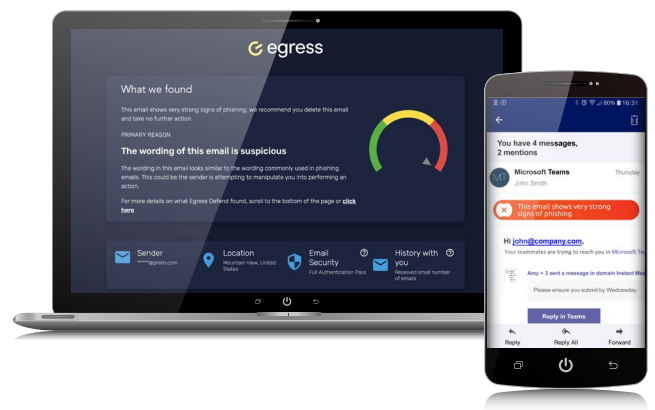 egress
What we found
This email shows very strong signs of phishing, we recommend you delete this email
and take no further action.
PRIMARY REASON
The wording of this email is suspicious
The wording in this email looks similar to the wording commonly used in phishing
emails. This could be the sender is attempting to manipulate you into performing an
action.
For more details on what Egress Defend found, scroll to the bottom of the page or click
here
Sender
*****@phish.com
Location
Mountain View, United
States
Email
Security
Full Authentication Pass
History with
you
Received small number
of emails
80% 16:31
You have 4 messages,
2 mentions
MT
Microsoft Teams
Thursday
John Smith
This email shows very strong
signs of phishing
Hi john@company.com,
Your teammates are trying to reach you in Microsoft Tea
Amy + 3 sent a message in domain Instant Mes
Please ensure you submit by Wednesday.
Reply in Teams
Reply
Reply All
Forward